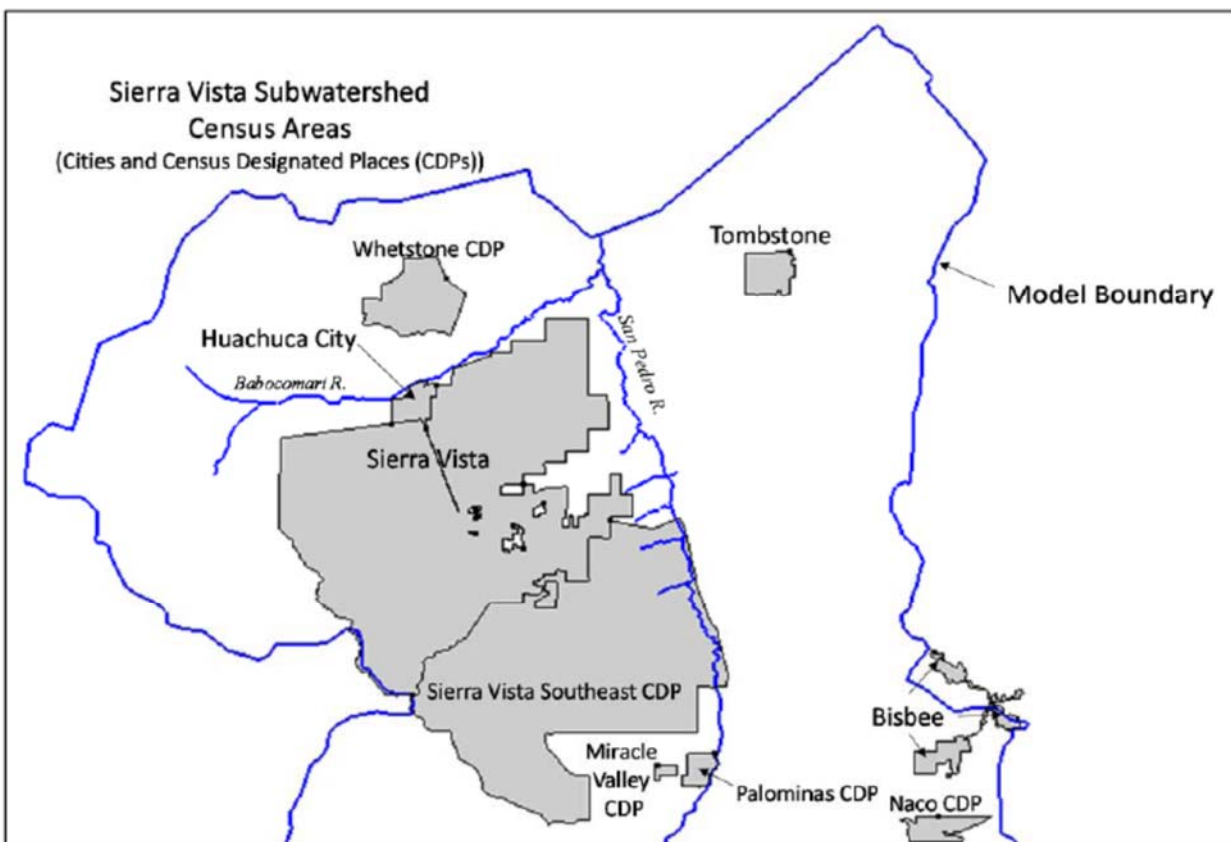 Sierra Vista Subwatershed
Census Areas
(Cities and Census Designated Places (CDPs))
Whetstone CDP
Tombstone
Model Boundary
Huachuca City
San Pedro R.
Babocomari R.
Sierra Vista
Sierra Vista Southeast CDP
Bisbee
Miracle
Valley
CDP
Palominas CDP
Naco CDP